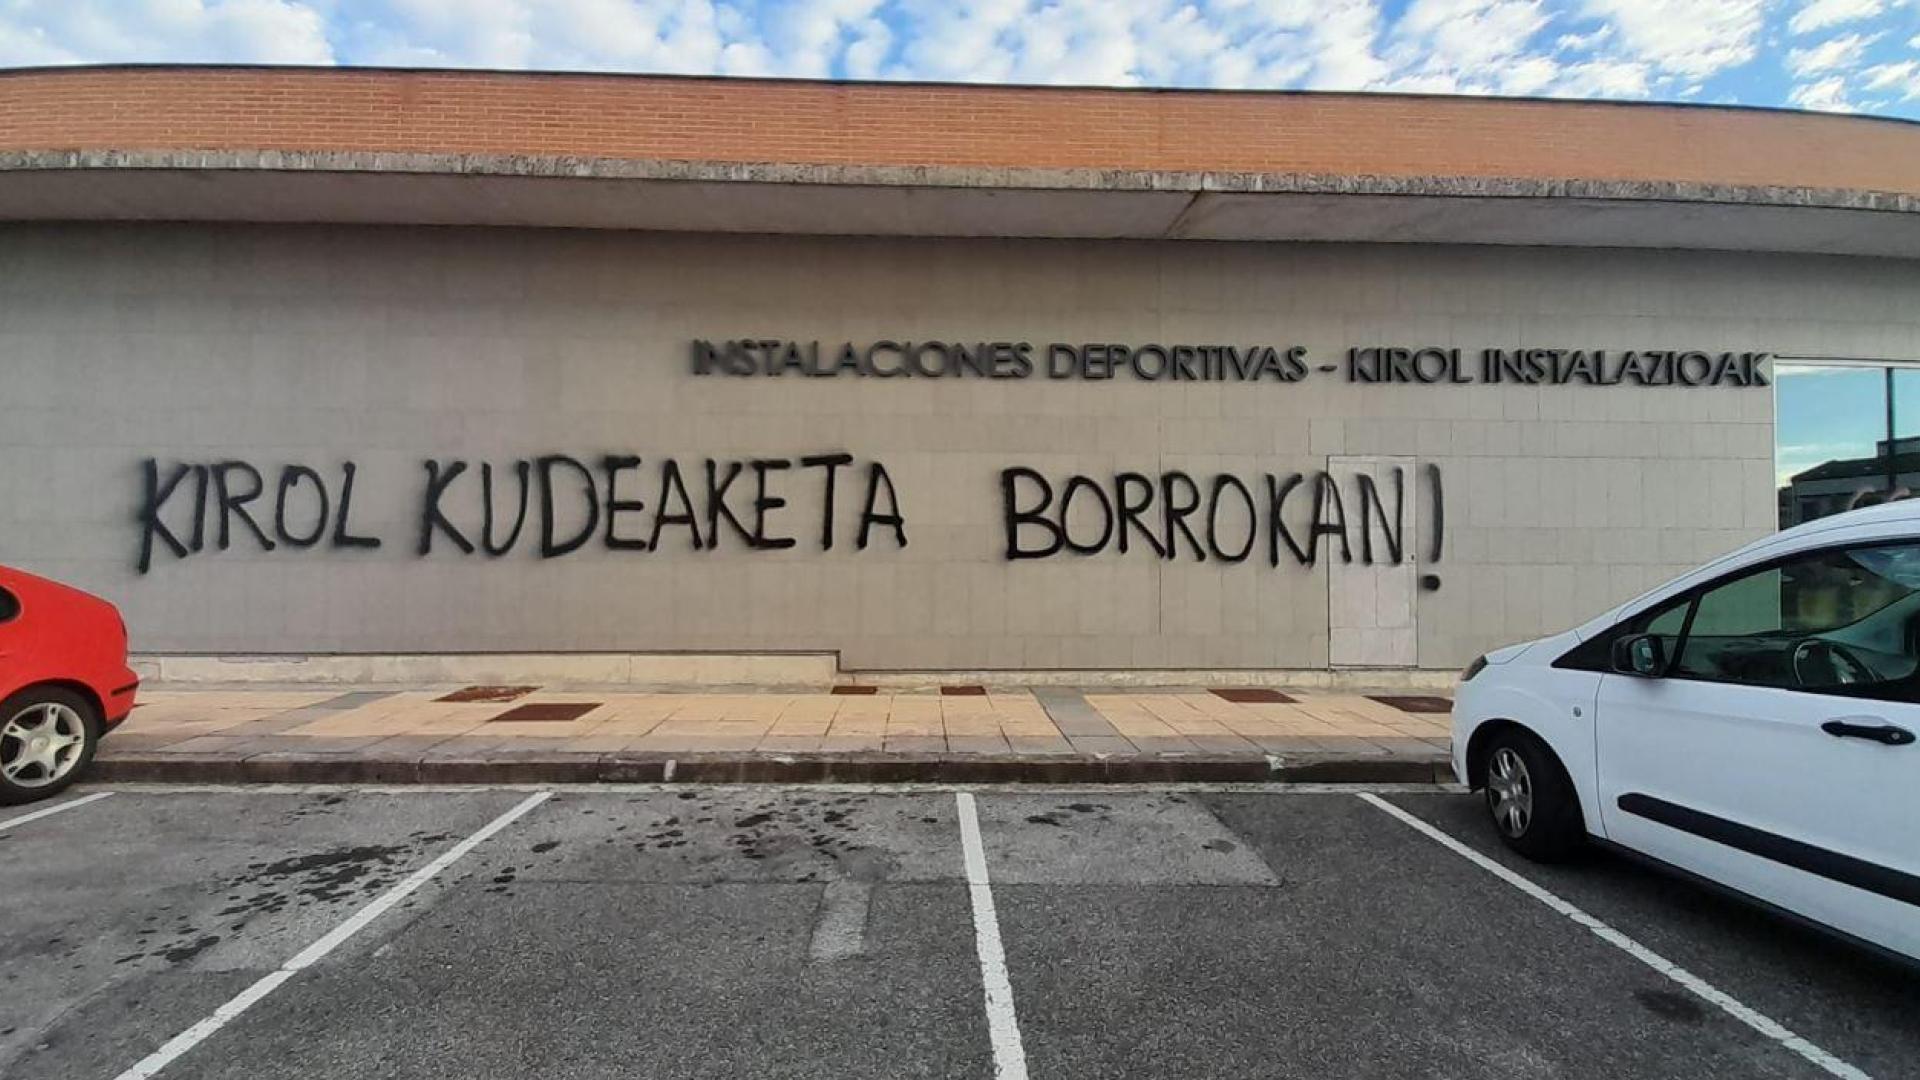 INSTALACIONES DEPORTIVAS - KIROL INSTALAZIOAK
KIROL KUDEAKETA BORROKAN!